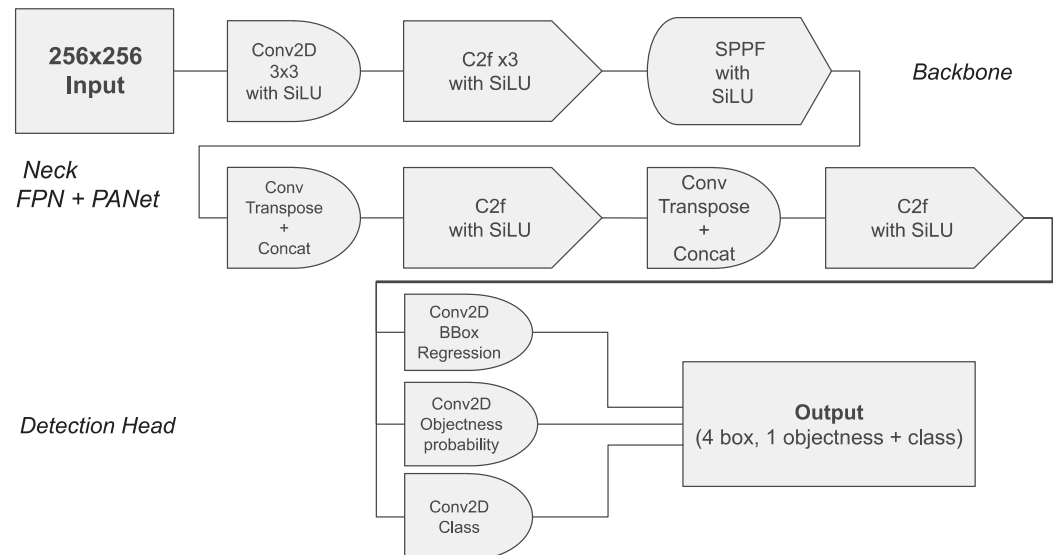 256x256
Input
Conv2D
3x3
with SiLU
C2f x3
with SiLU
SPPF
with
SiLU
Backbone
Neck
FPN + PANet
Conv
Transpose
+
Concat
C2f
with SiLU
Conv
Transpose
+
Concat
C2f
with SiLU
Detection Head
Conv2D
BBox
Regression
Conv2D
Objectness
probability
Conv2D
Class
Output
(4 box, 1 objectness + class)